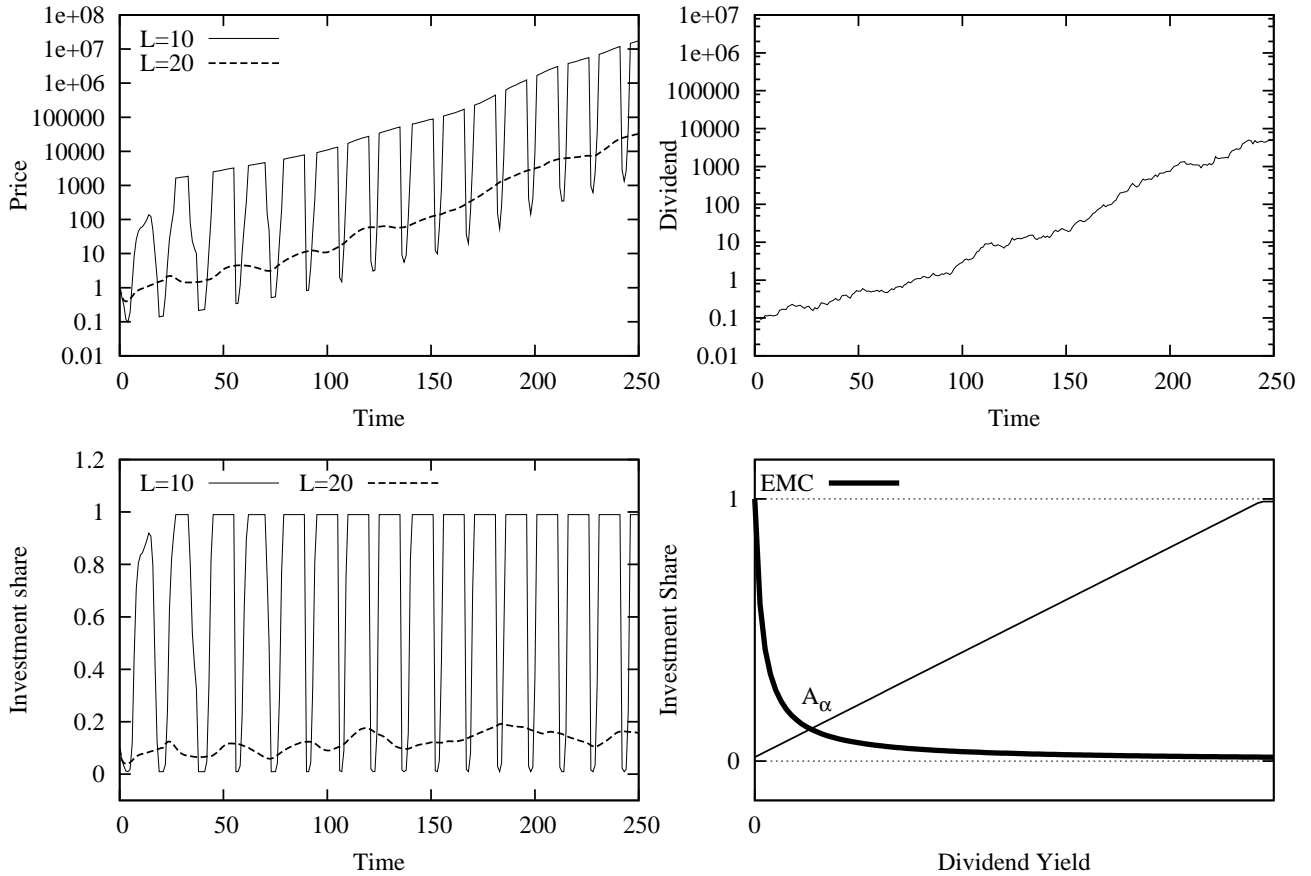 1e+08
1e+07
1e+06
100000
10000
1000
100
10
1
0.1
0.01
Price
L=10
L=20
0 50 100 150 200 250
Time
1e+07
1e+06
100000
10000
1000
100
10
1
0.1
0.01
Dividend
0 50 100 150 200 250
Time
1.2
1
0.8
0.6
0.4
0.2
0
Investment share
L=10 L=20
0 50 100 150 200 250
Time
EMC
1
0
Investment Share
Aα
0
Dividend Yield